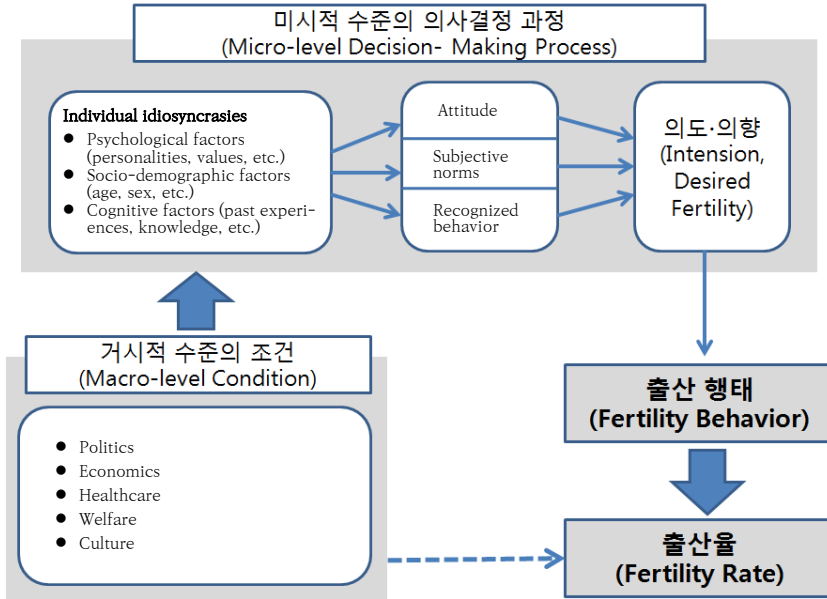 미시적 수준의 의사결정 과정
(Micro-level Decision- Making Process)
Individual idiosyncrasies
● Psychological factors
(personalities, values, etc.)
● Socio-demographic factors
(age, sex, etc.)
● Cognitive factors (past experi-
ences, knowledge, etc.)
Attitude
Subjective
norms
Recognized
behavior
의도·의향
(Intension,
Desired
Fertility)
거시적 수준의 조건
(Macro-level Condition)
● Politics
● Economics
● Healthcare
● Welfare
● Culture
출산 행태
(Fertility Behavior)
출산율
(Fertility Rate)